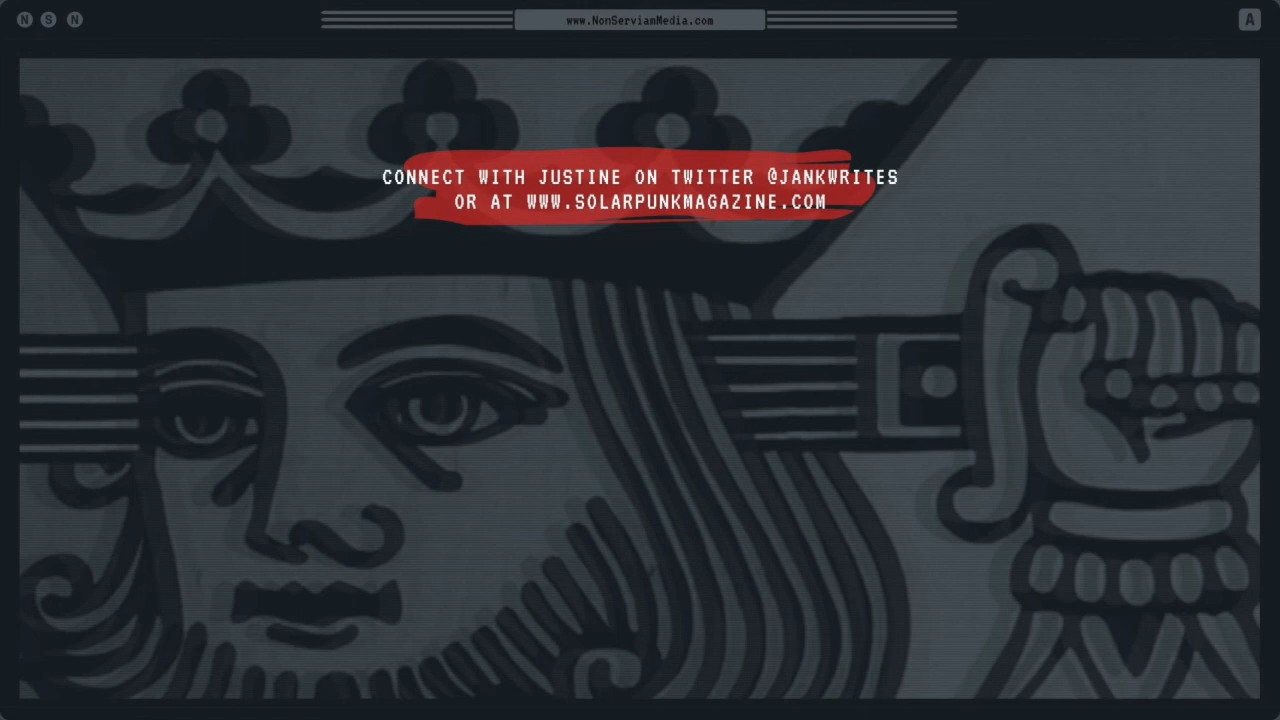 N S N
www.NonServiamMedia.com
A
CONNECT WITH JUSTINE ON TWITTER @JANKWRITES
OR AT WWW.SOLARPUNKMAGAZINE.COM